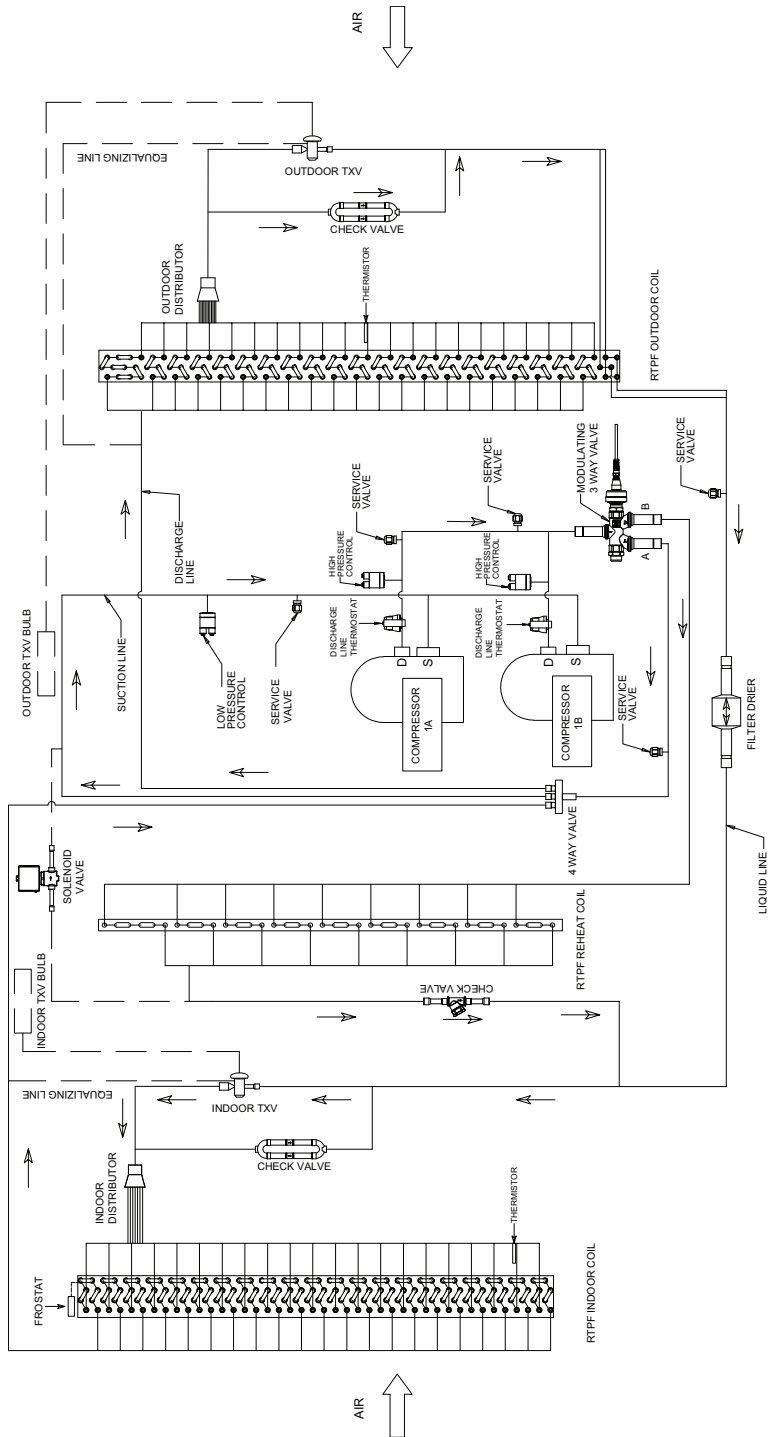 AIR
EQUALIZING LINE
OUTDOOR TXV
CHECK VALVE
OUTDOOR
DISTRIBUTOR
THERMISTOR
RTPF OUTDOOR COIL
OUTDOOR TXV BULB
SUCTION LINE
DISCHARGE
LINE
LOW
PRESSURE
CONTROL
SERVICE
VALVE
DISCHARGE
LINE
THERMOSTAT
HIGH
PRESSURE
CONTROL
SERVICE
VALVE
SERVICE
VALVE
HIGH
PRESSURE
CONTROL
DISCHARGE
LINE
THERMOSTAT
MODULATING
3 WAY VALVE
A
B
SERVICE
VALVE
D
S
COMPRESSOR
1A
D
S
COMPRESSOR
1B
SERVICE
VALVE
FILTER DRIER
4 WAY VALVE
SOLENOID
VALVE
RTPF REHEAT COIL
LIQUID LINE
INDOOR TXV BULB
CHECK VALVE
EQUALIZING LINE
INDOOR TXV
CHECK VALVE
INDOOR
DISTRIBUTOR
THERMISTOR
FROSTAT
RTPF INDOOR COIL
AIR